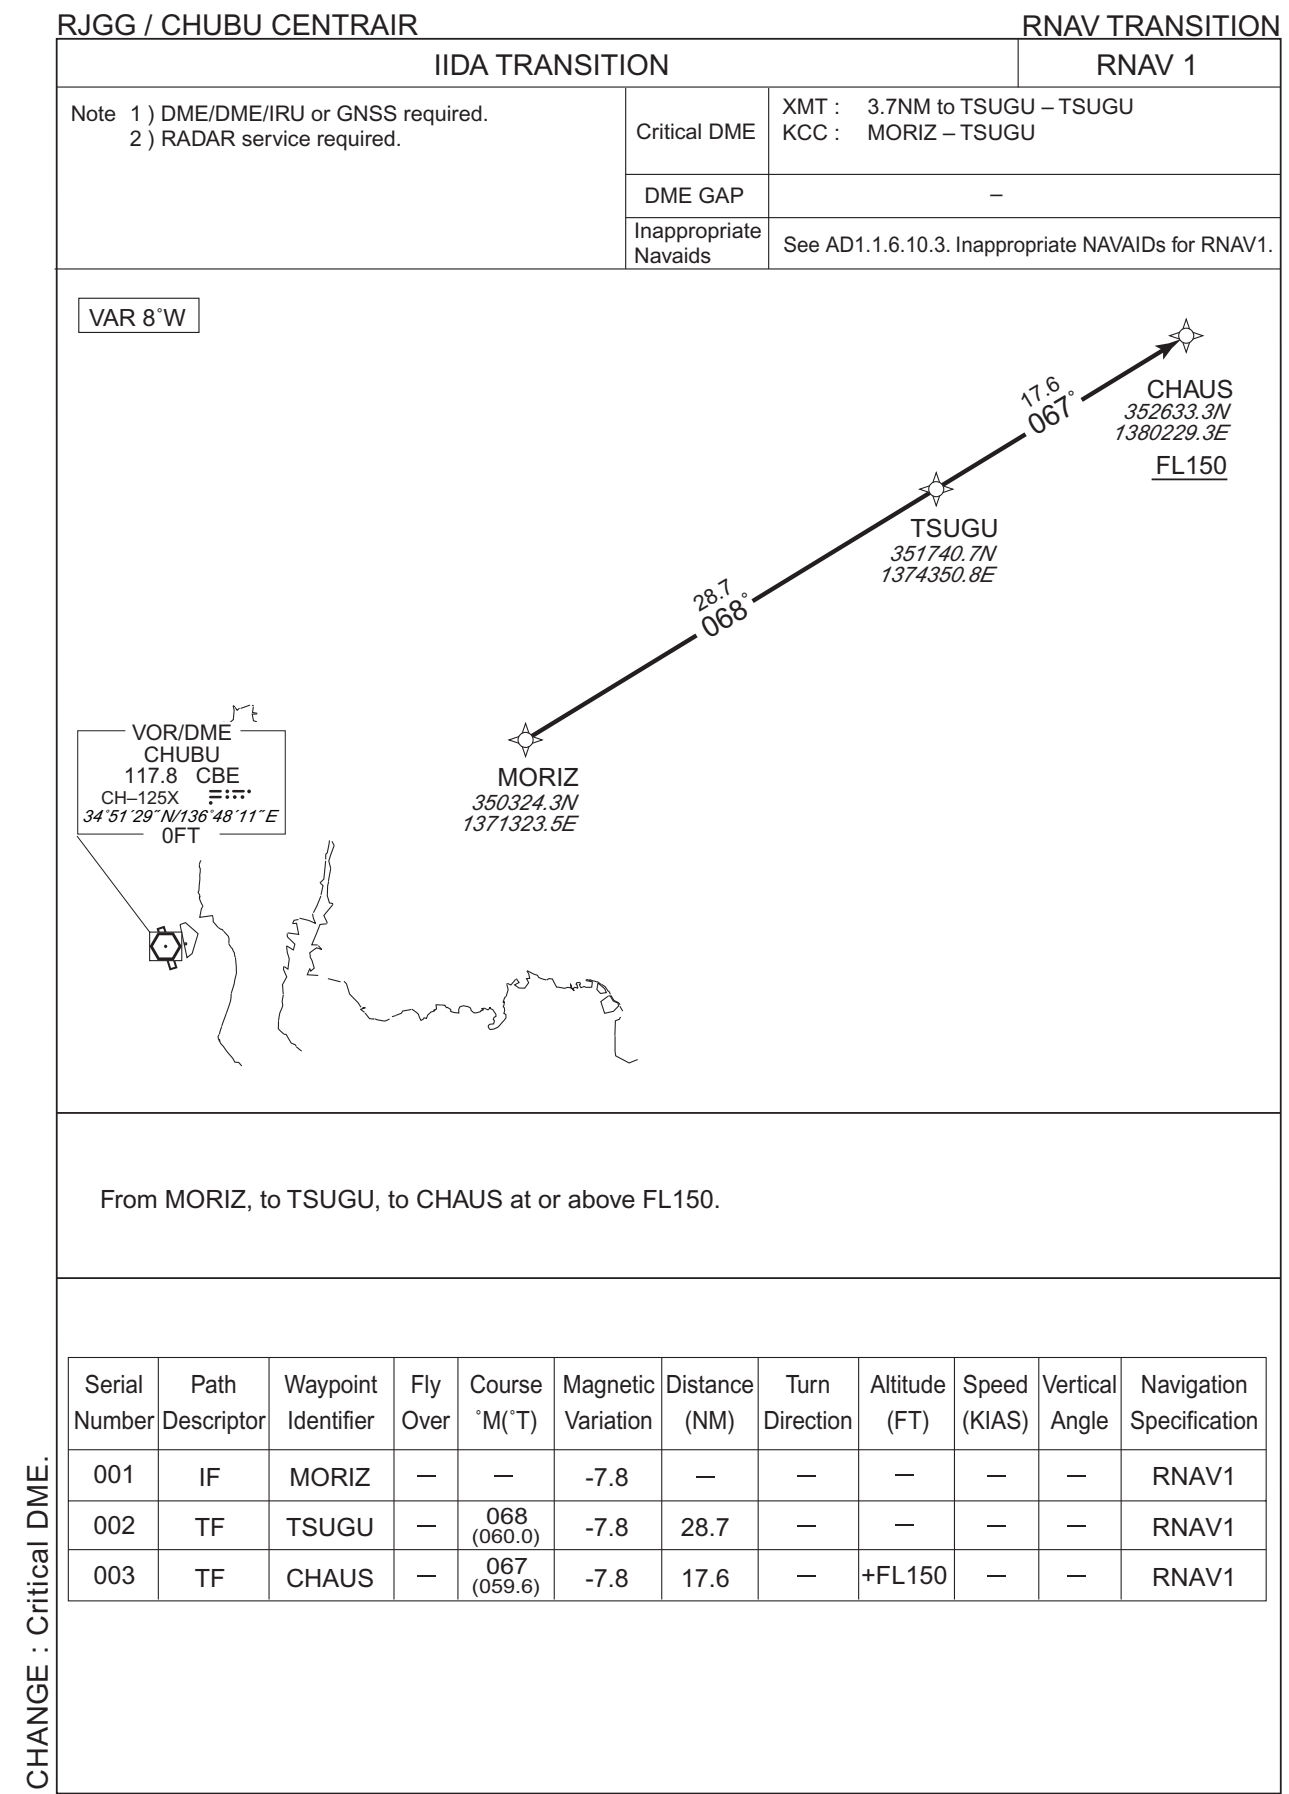 RJGG / CHUBU CENTRAIR
RNAV TRANSITION
IIDA TRANSITION
RNAV 1
Note 1 ) DME/DME/IRU or GNSS required.
2 ) RADAR service required.
Critical DME
XMT : 3.7NM to TSUGU – TSUGU
KCC : MORIZ – TSUGU
DME GAP
–
Inappropriate
Navaids
See AD1.1.6.10.3. Inappropriate NAVAIDs for RNAV1.
VAR 8˚W
17.6
067˚
CHAUS
352633.3N
1380229.3E
FL150
TSUGU
351740.7N
1374350.8E
28.7
068˚
MORIZ
350324.3N
1371323.5E
VOR/DME
CHUBU
117.8 CBE
CH–125X
34˚51´29˝N/136˚48´11˝E
0FT
From MORIZ, to TSUGU, to CHAUS at or above FL150.
Serial Path Waypoint Fly Course Magnetic Distance Turn Altitude Speed Vertical Navigation
Number Descriptor Identifier Over ˚M(˚T) Variation (NM) Direction (FT) (KIAS) Angle Specification
001 IF MORIZ – – -7.8 – – – – – RNAV1
002 TF TSUGU – 068 (060.0) -7.8 28.7 – – – – RNAV1
003 TF CHAUS – 067 (059.6) -7.8 17.6 – +FL150 – – RNAV1
CHANGE : Critical DME.